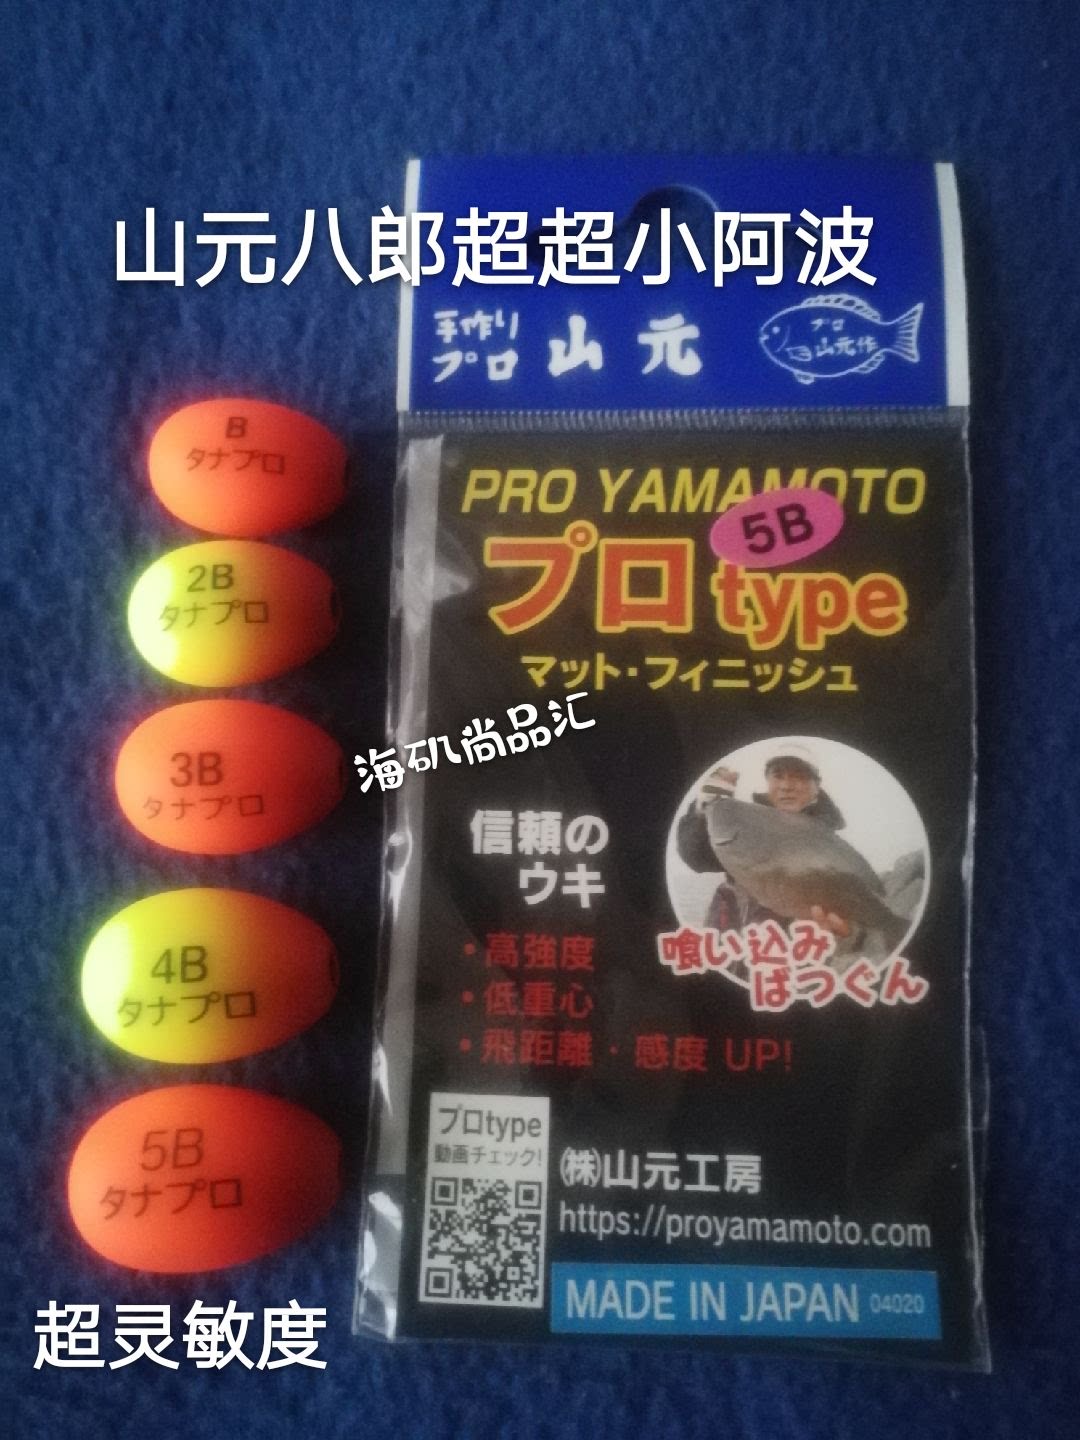 山元八郎超超小阿波
手作り
プロ
山元
プロ
山元作
PRO YAMAMOTO
5B
プロ type
マット・フィニッシュ
海矶尚品汇
信頼の
ウキ
・高強度
・低重心
・飛距離・感度 UP!
喰い込み
ばつぐん
プロtype
動画チェック!
㈱山元工房
https://proyamamoto.com
MADE IN JAPAN 04020
B
タナプロ
2B
タナプロ
3B
タナプロ
4B
タナプロ
5B
タナプロ
超灵敏度